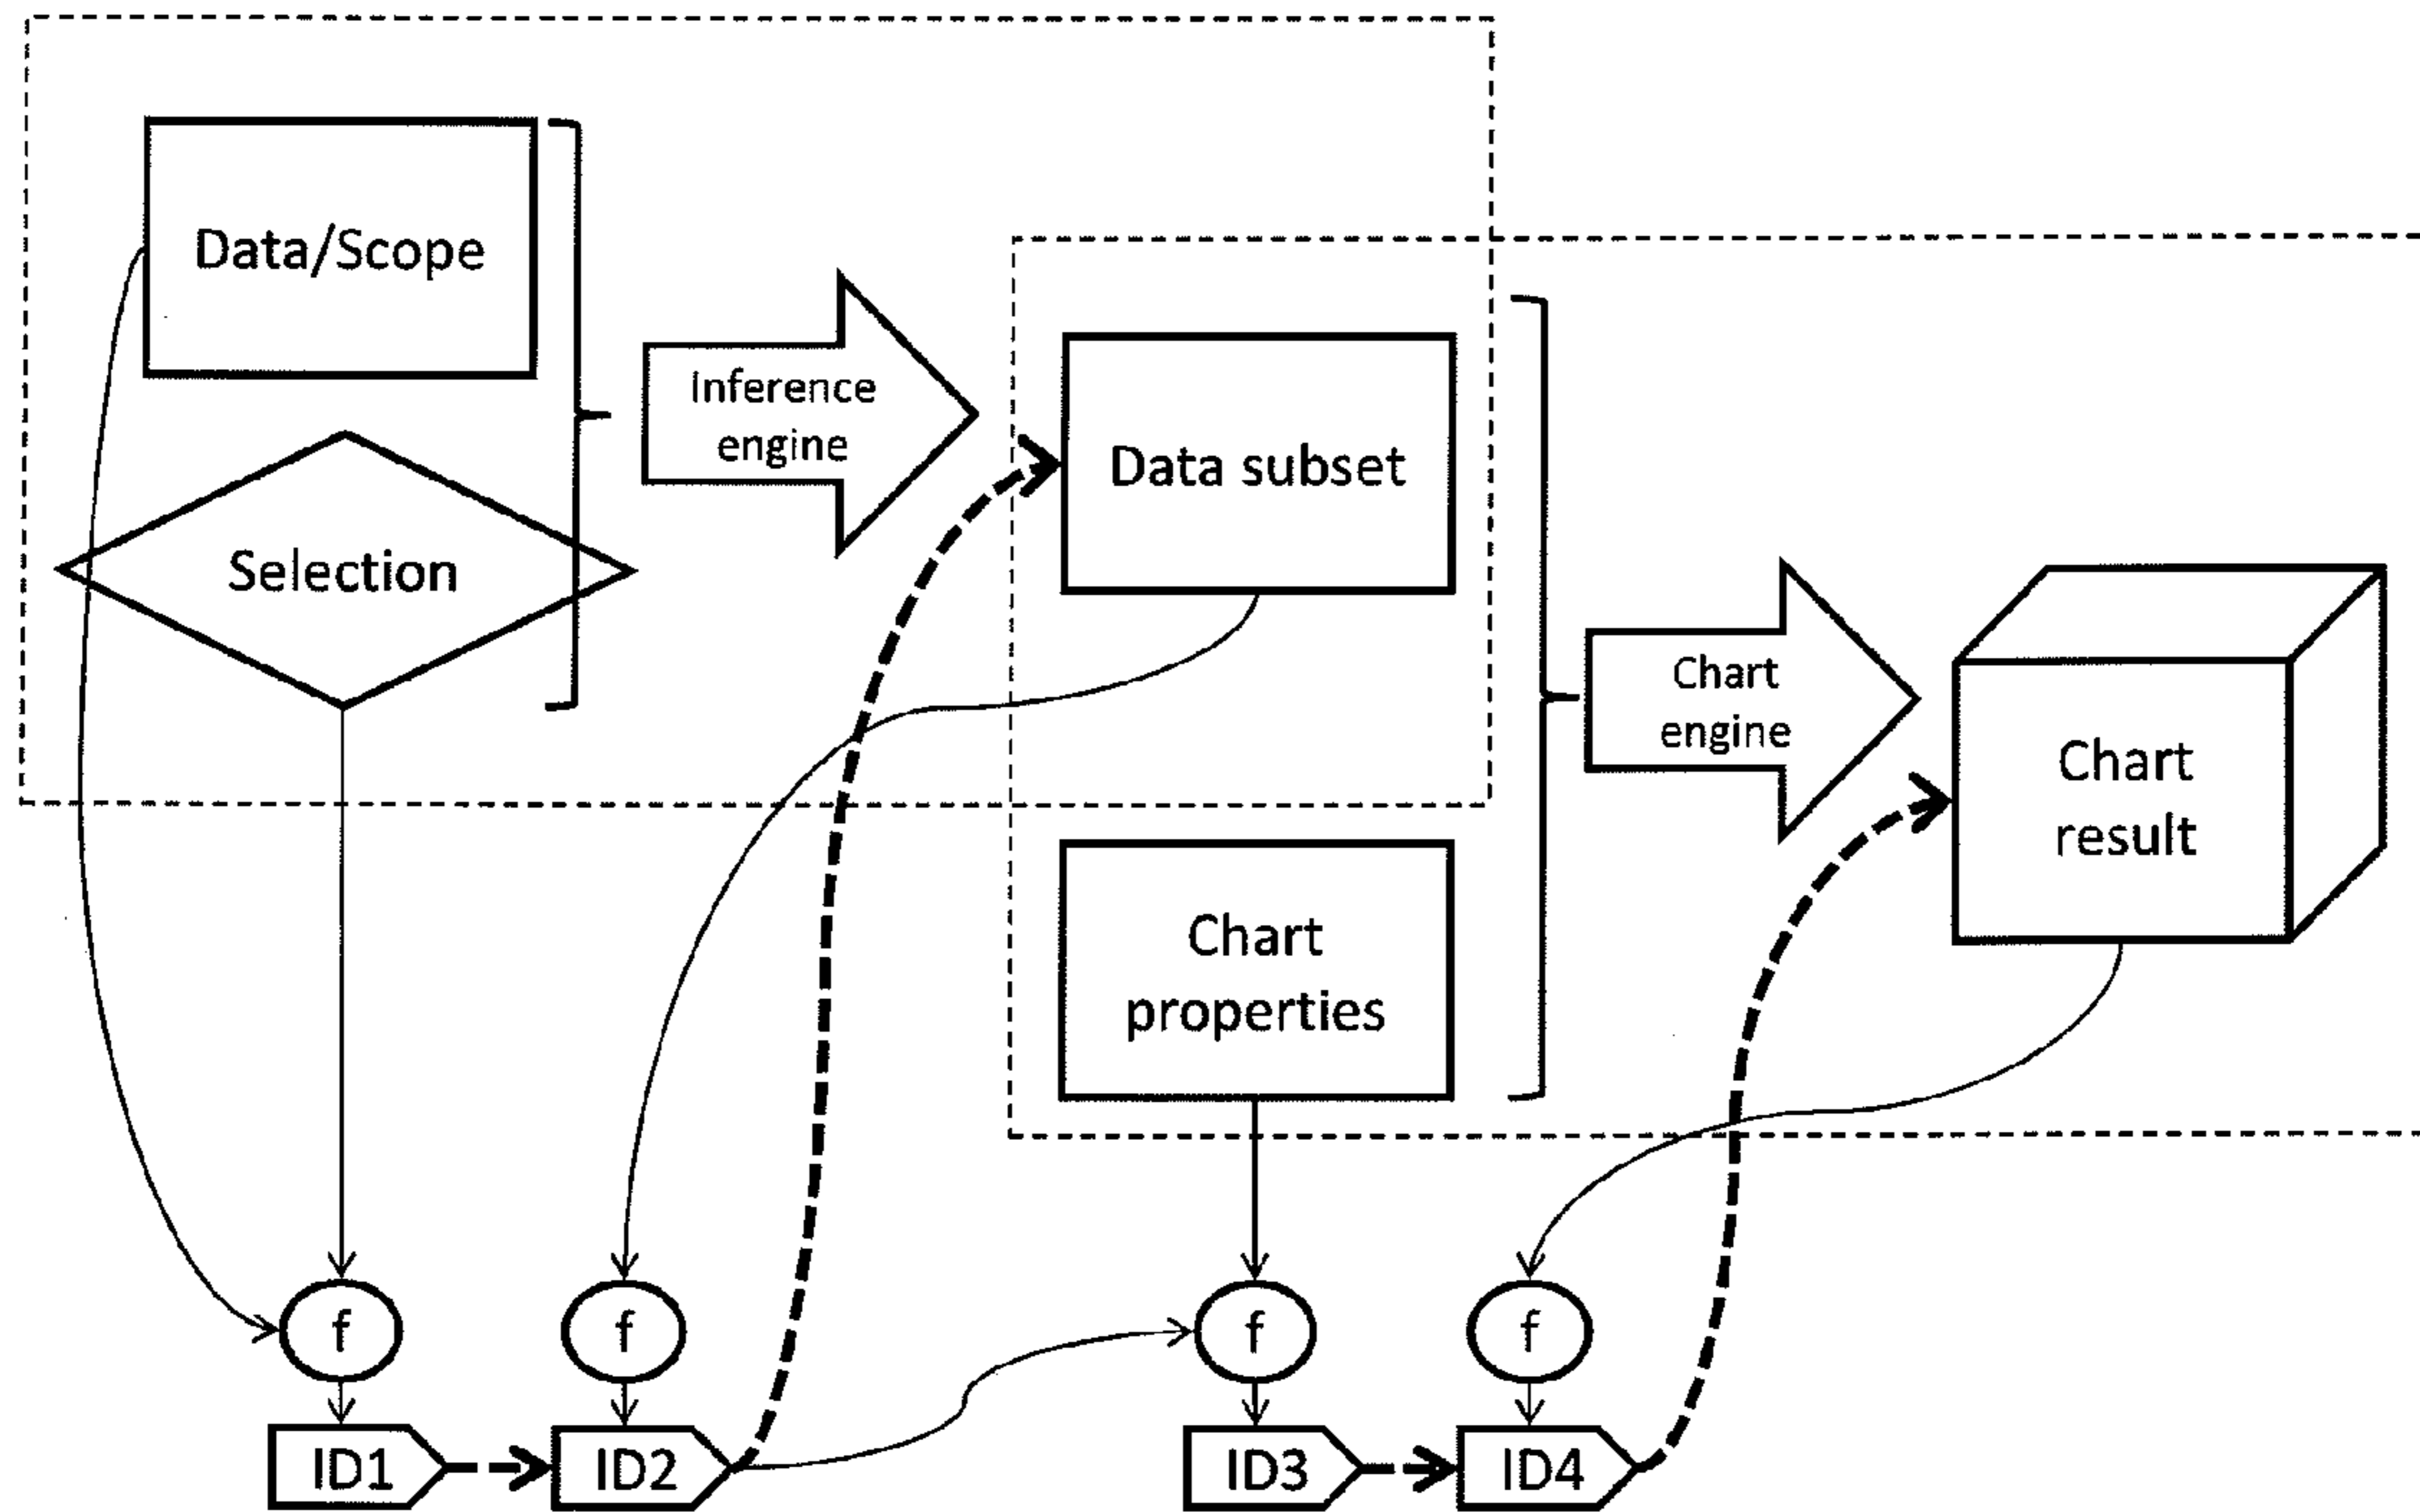 Data/Scope
Selection
Inference
engine
Data subset
Chart
properties
Chart
engine
Chart
result
f
f
f
f
ID1
ID2
ID3
ID4